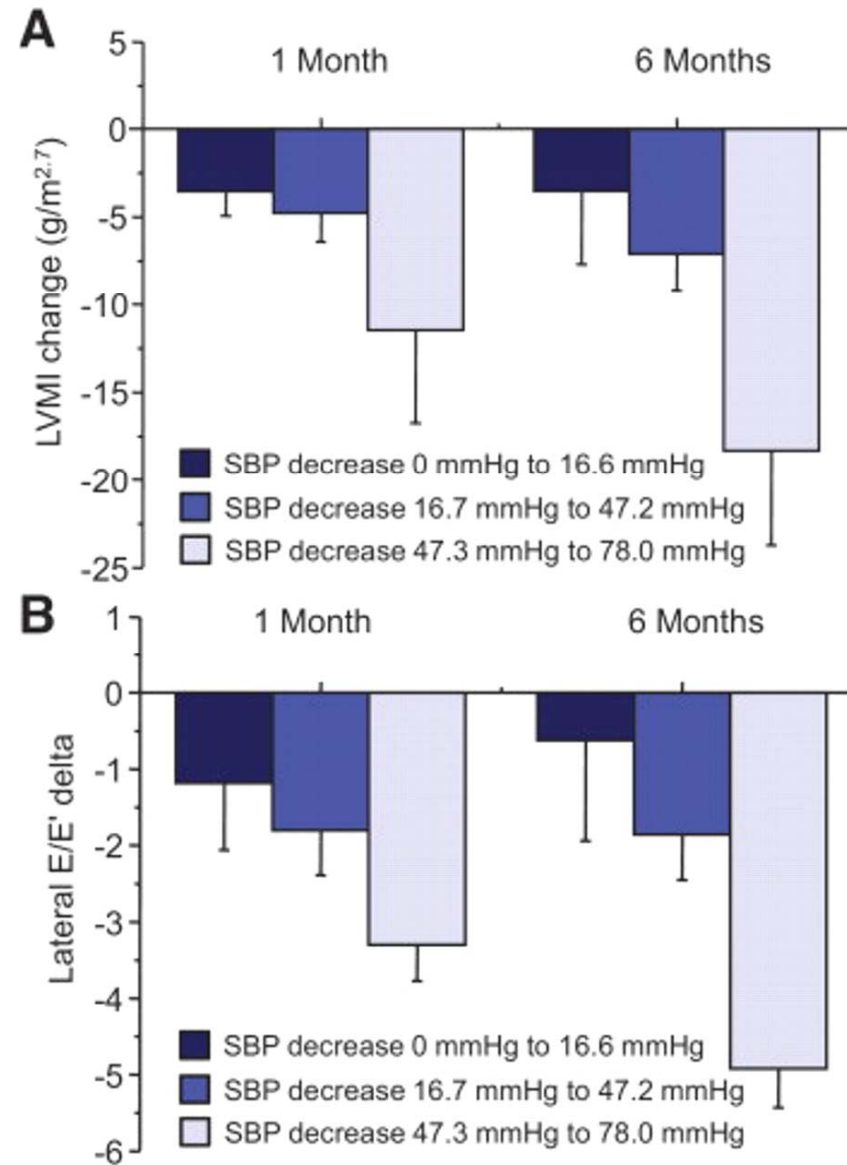 A
1 Month 6 Months
5
0
-5
-10
-15
-20
-25
LVMI change (g/m2.7)
SBP decrease 0 mmHg to 16.6 mmHg
SBP decrease 16.7 mmHg to 47.2 mmHg
SBP decrease 47.3 mmHg to 78.0 mmHg
B
1 Month 6 Months
1
0
-1
-2
-3
-4
-5
-6
Lateral E/E' delta
SBP decrease 0 mmHg to 16.6 mmHg
SBP decrease 16.7 mmHg to 47.2 mmHg
SBP decrease 47.3 mmHg to 78.0 mmHg